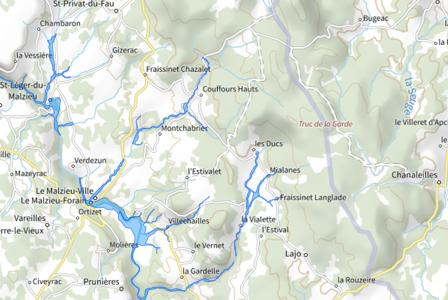 St-Privat-du-Fau
Chambaron
Bugeac
la Vessière
Gizerac
Fraissinet Chazalet
St-Léger-du-
Malzieu
Couffours Hauts
la Seuge
Truc de la Garde
le Villeret d'Apc
Montchabrier
les Ducs
Verdezun
Mazeyrac
l'Estivalet
Mialanes
Chanaleilles
Le Malzieu-Ville
Le Malzieu-Forain
Fraissinet Langlade
Ortizet
Vareilles
Villechailles
la Vialette
erre-le-Vieux
l'Estival
Molières
le Vernet
Lajo
la Gardelle
Civeyrac
Prunières
la Rouzeire